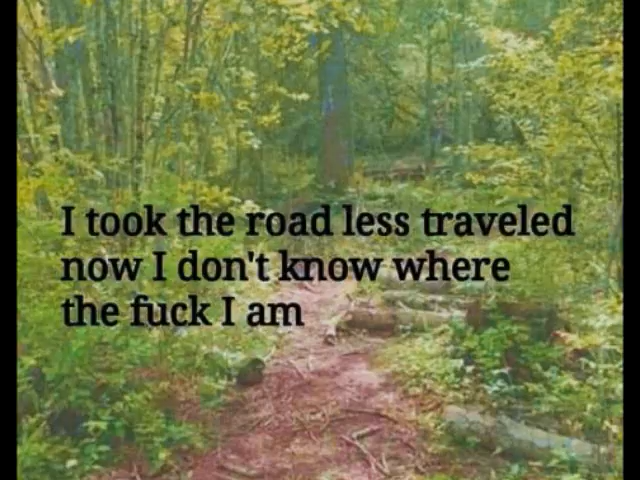 I took the road less traveled
now I don't know where
the fuck I am